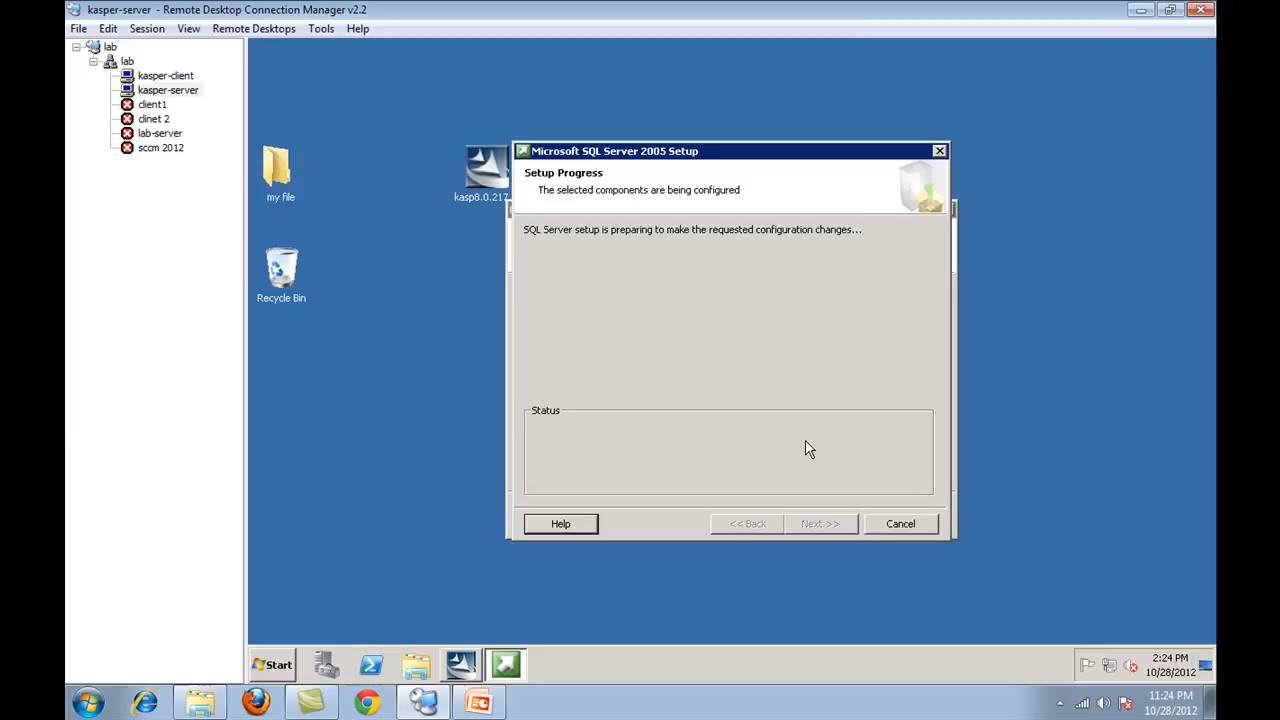 kasper-server - Remote Desktop Connection Manager v2.2
File Edit Session View Remote Desktops Tools Help
lab
lab
kasper-client
kasper-server
client1
clinet 2
lab-server
sccm 2012
my file
Recycle Bin
kasp8.0.217
Microsoft SQL Server 2005 Setup
Setup Progress
The selected components are being configured
SQL Server setup is preparing to make the requested configuration changes...
Status
Help << Back Next >> Cancel
Start
2:24 PM
10/28/2012
11:24 PM
10/28/2012